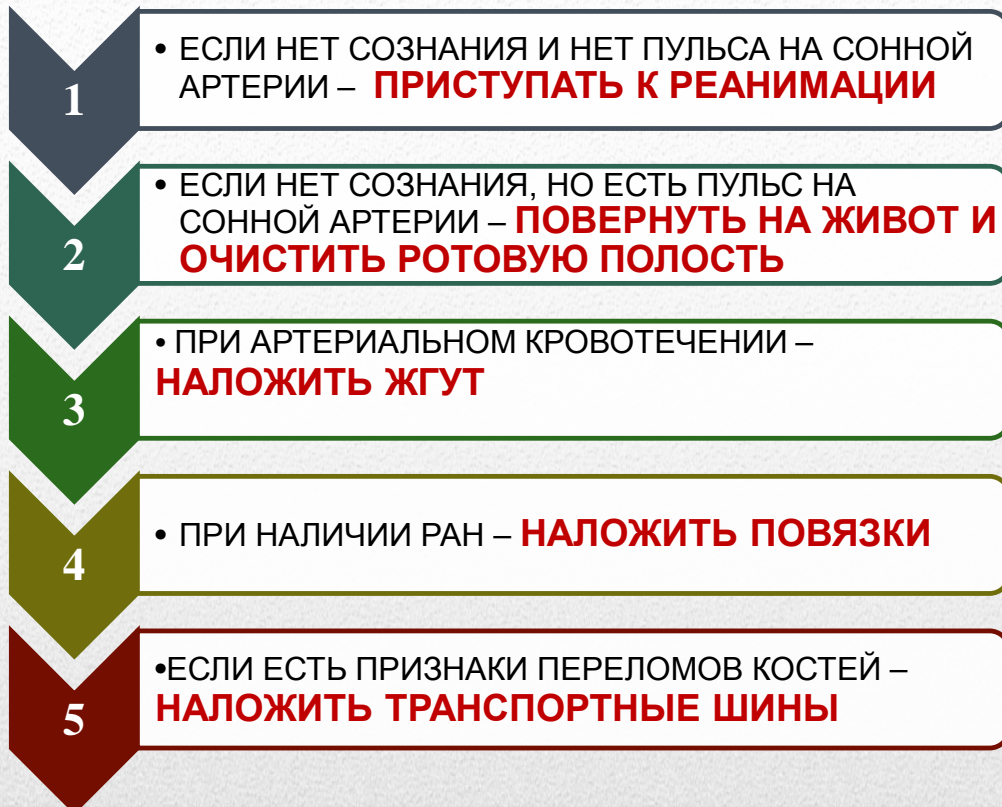 1
• ЕСЛИ НЕТ СОЗНАНИЯ И НЕТ ПУЛЬСА НА СОННОЙ
АРТЕРИИ – ПРИСТУПАТЬ К РЕАНИМАЦИИ
2
• ЕСЛИ НЕТ СОЗНАНИЯ, НО ЕСТЬ ПУЛЬС НА
СОННОЙ АРТЕРИИ – ПОВЕРНУТЬ НА ЖИВОТ И
ОЧИСТИТЬ РОТОВУЮ ПОЛОСТЬ
3
• ПРИ АРТЕРИАЛЬНОМ КРОВОТЕЧЕНИИ –
НАЛОЖИТЬ ЖГУТ
4
• ПРИ НАЛИЧИИ РАН – НАЛОЖИТЬ ПОВЯЗКИ
5
•ЕСЛИ ЕСТЬ ПРИЗНАКИ ПЕРЕЛОМОВ КОСТЕЙ –
НАЛОЖИТЬ ТРАНСПОРТНЫЕ ШИНЫ